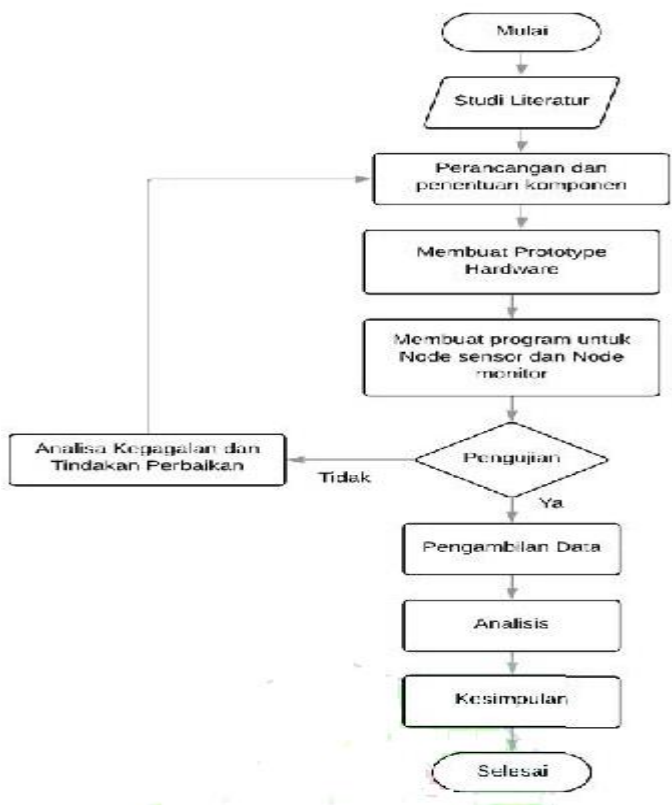 Mulai
Studi Literatur
Perancangan dan
penentuan komponen
Membuat Prototype
Hardware
Membuat program untuk
Node sensor dan Node
monitor
Pengujian
Tidak
Analisa Kegagalan dan
Tindakan Perbaikan
Ya
Pengambilan Data
Analisis
Kesimpulan
Selesai